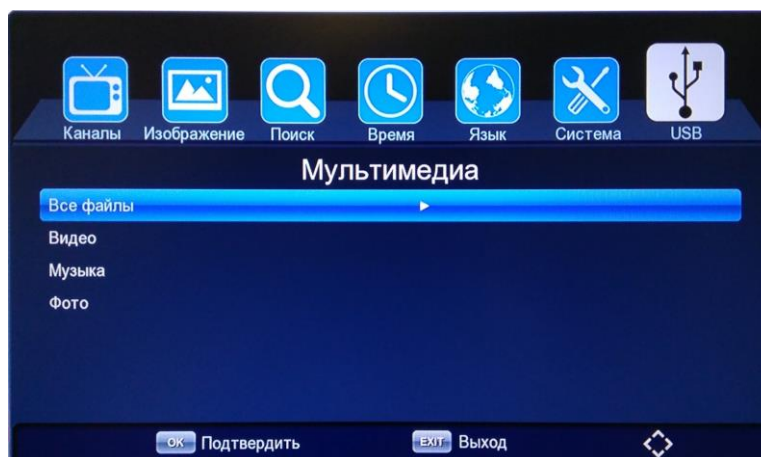 Каналы Изображение Поиск Время Язык Система USB
Мультимедиа
Все файлы
Видео
Музыка
Фото
OK Подтвердить EXIT Выход